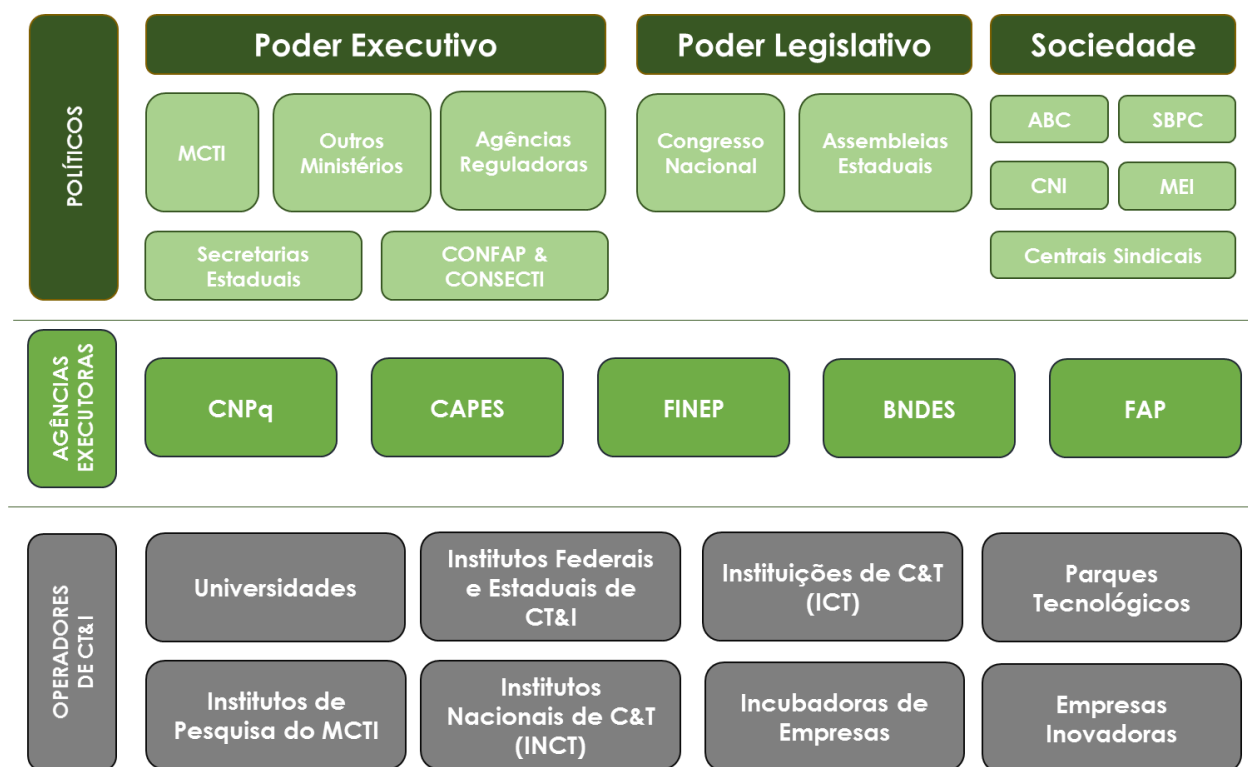 POLÍTICOS
Poder Executivo
Poder Legislativo
Sociedade
MCTI
Outros
Ministérios
Agências
Reguladoras
Congresso
Nacional
Assembleias
Estaduais
ABC
SBPC
CNI
MEI
Secretarias
Estaduais
CONFAP &
CONSECTI
Centrais Sindicais
AGÊNCIAS
EXECUTORAS
CNPq
CAPES
FINEP
BNDES
FAP
OPERADORES
DE CT&I
Universidades
Institutos Federais
e Estaduais de
CT&I
Instituições de C&T
(ICT)
Parques
Tecnológicos
Institutos de
Pesquisa do MCTI
Institutos
Nacionais de C&T
(INCT)
Incubadoras de
Empresas
Empresas
Inovadoras